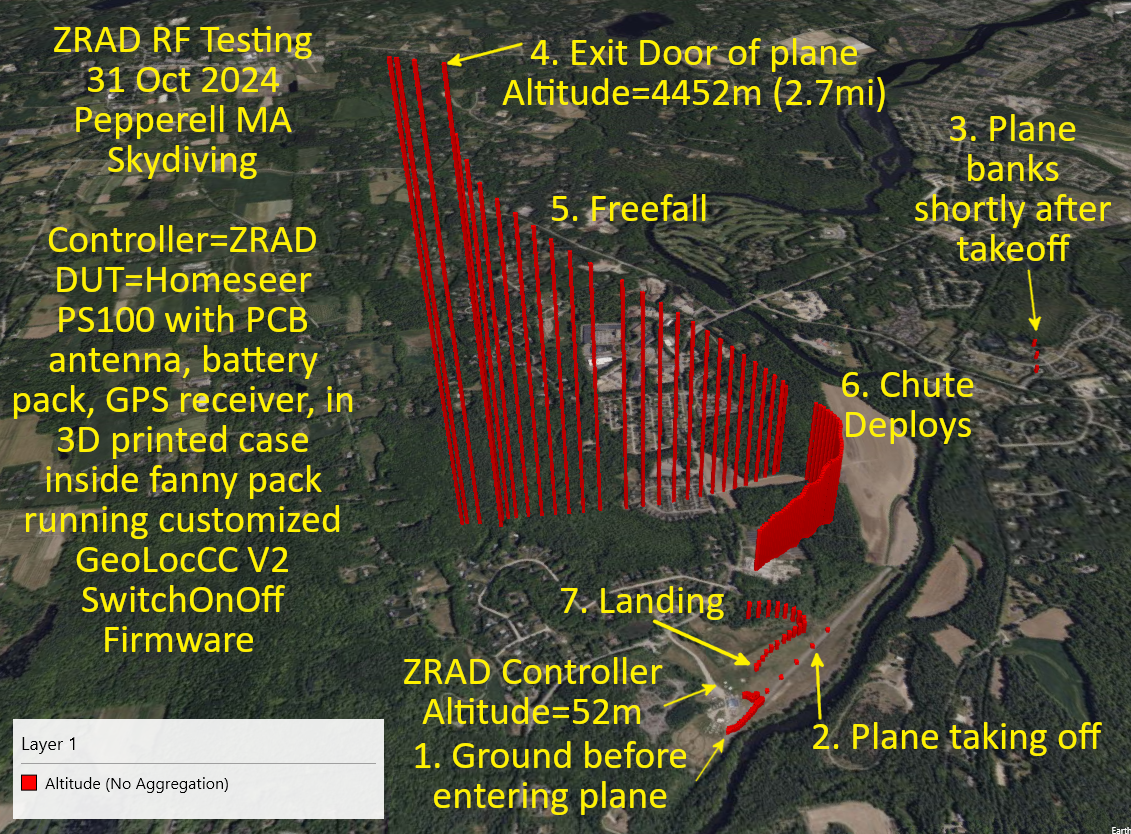 ZRAD RF Testing
31 Oct 2024
Pepperell MA
Skydiving
Controller=ZRAD
DUT=Homeseer
PS100 with PCB
antenna, battery
pack, GPS receiver, in
3D printed case
inside fanny pack
running customized
GeoLocCC V2
SwitchOnOff
Firmware
4. Exit Door of plane
Altitude=4452m (2.7mi)
3. Plane
banks
shortly after
takeoff
5. Freefall
6. Chute
Deploys
7. Landing
ZRAD Controller
Altitude=52m
1. Ground before
entering plane
2. Plane taking off
Layer 1
Altitude (No Aggregation)
Earth